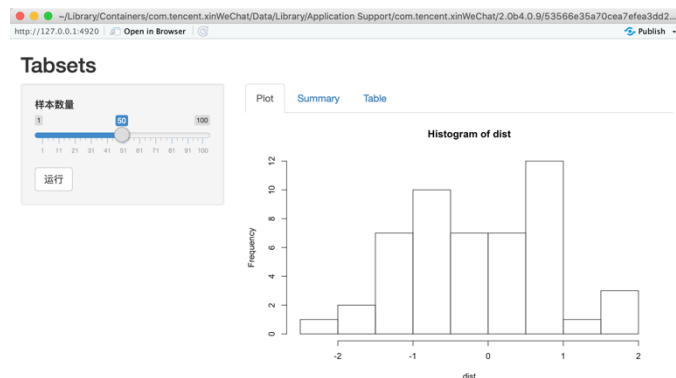 ~/Library/Containers/com.tencent.xinWeChat/Data/Library/Application Support/com.tencent.xinWeChat/2.0b4.0.9/53566e35a70cea7efea3dd2...
http://127.0.0.1:4920 Open in Browser Publish
Tabsets
样本数量
1 50 100
1 11 21 31 41 51 61 71 81 91 100
运行
Plot Summary Table
Histogram of dist
Frequency
12
10
8
6
4
2
0
-2 -1 0 1 2
dist